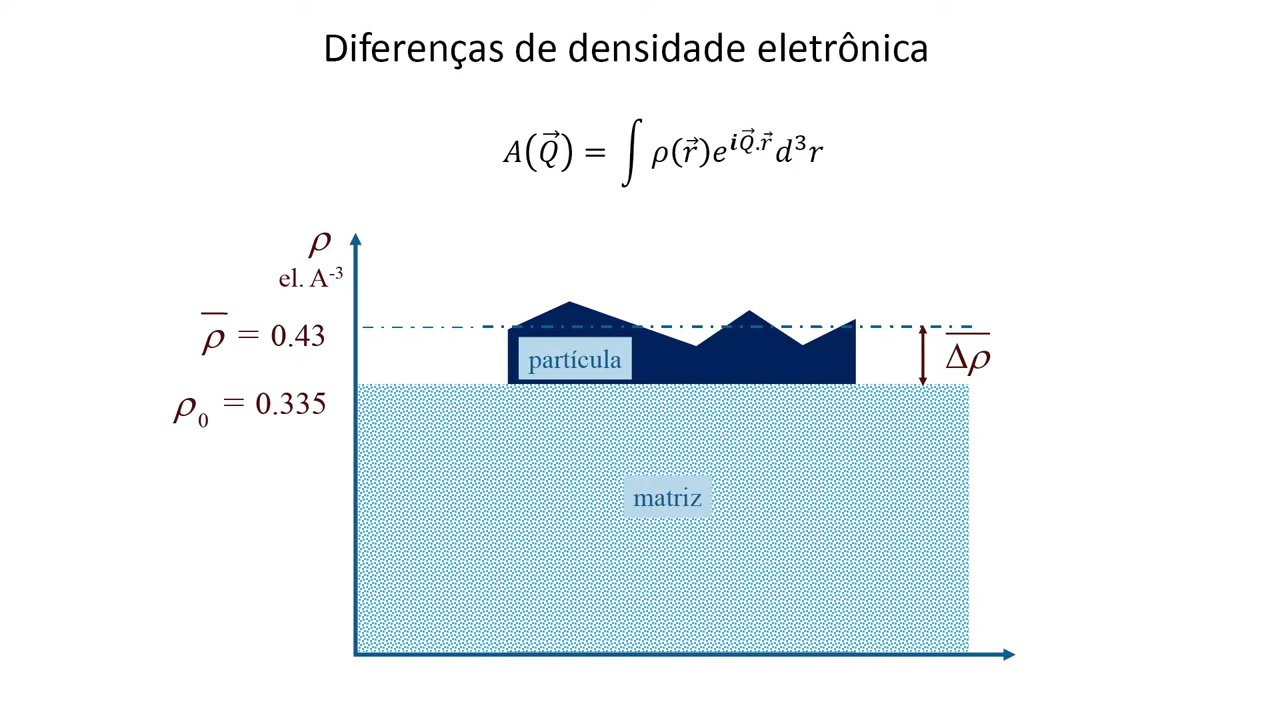 Diferenças de densidade eletrônica
A(Q⃗) = ∫ ρ(r⃗)e^{iQ⃗.r⃗}d³r
ρ
el. A⁻³
ρ̅ = 0.43
partícula
Δρ̅
ρ₀ = 0.335
matriz